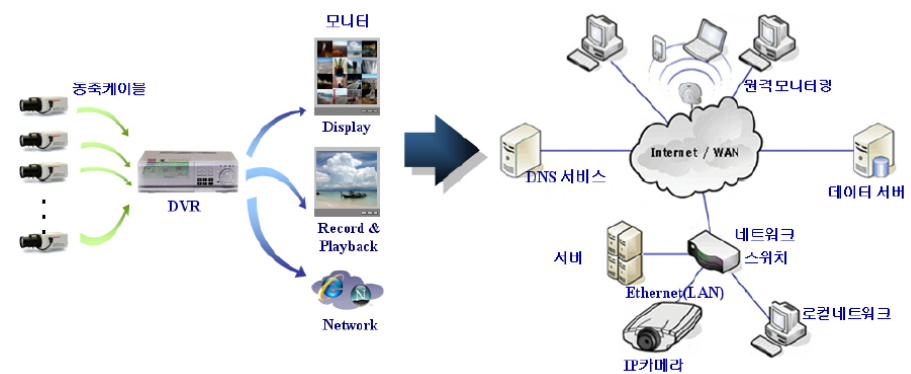 모니터
동축케이블
Display
DVR
Record &
Playback
Network
원격모니터링
Internet / WAN
DNS 서비스
데이터 서버
네트워크
스위치
서버
Ethernet(LAN)
로컬네트워크
IP카메라